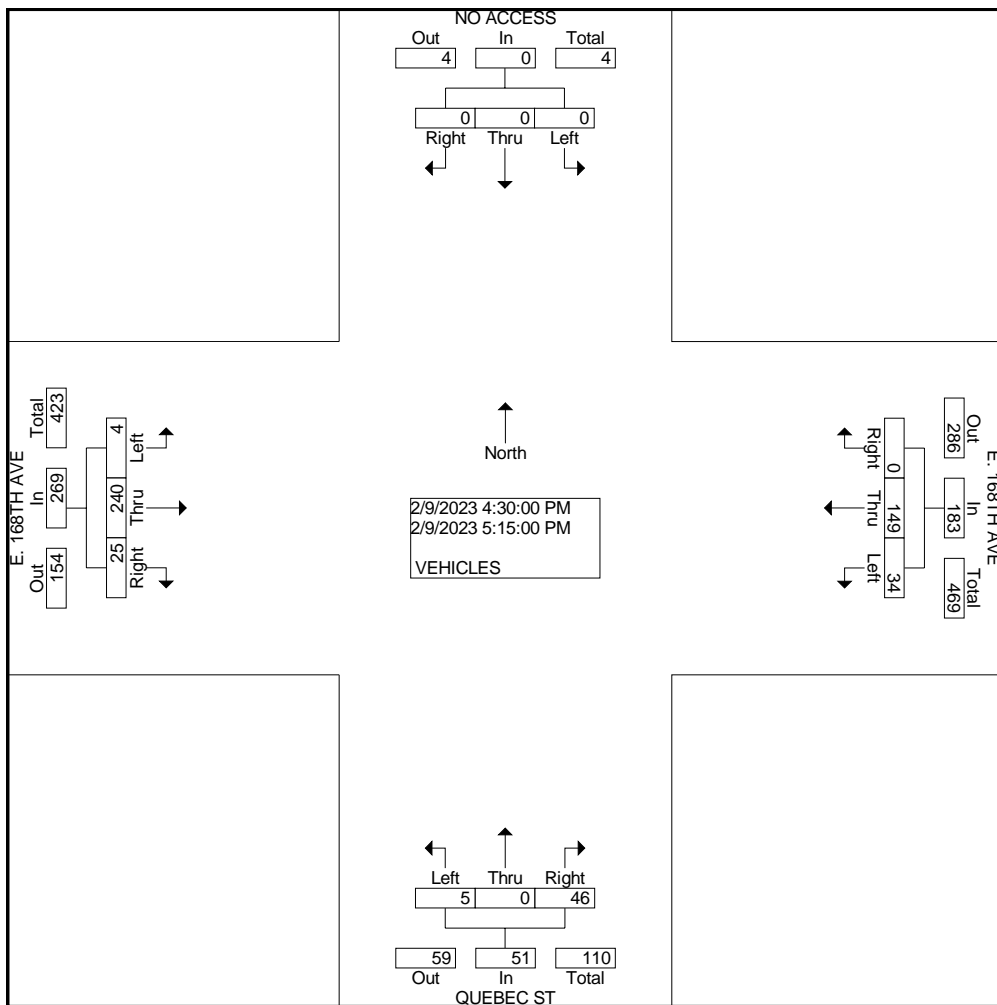 NO ACCESS
Out In Total
4 0 4
0 0 0
Right Thru Left
E. 168TH AVE
Total In Out
423 269 154
4 240 25
Left Thru Right
North
2/9/2023 4:30:00 PM
2/9/2023 5:15:00 PM
VEHICLES
Right Thru Left
0 149 34
286 183 469
Out In Total
E. 168TH AVE
Left Thru Right
5 0 46
59 51 110
Out In Total
QUEBEC ST